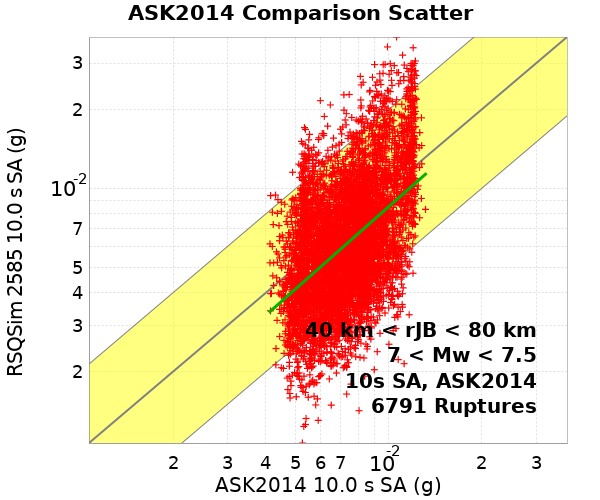 ASK2014 Comparison Scatter
RSQSim 2585 10.0 s SA (g)
3
2
10-2
7
5
4
3
2
40 km < rJB < 80 km
7 < Mw < 7.5
10s SA, ASK2014
6791 Ruptures
2 3 4 5 6 7 10-2 2 3
ASK2014 10.0 s SA (g)